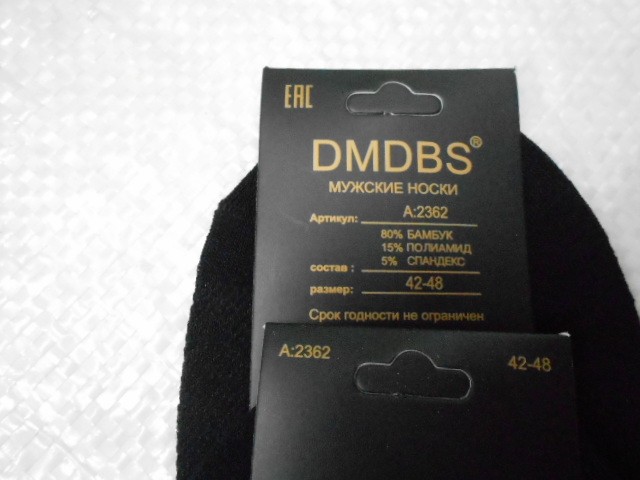 EAC
DMDBS®
МУЖСКИЕ НОСКИ
Артикул: А:2362
80% БАМБУК
15% ПОЛИАМИД
состав : 5% СПАНДЕКС
размер: 42-48
Срок годности не ограничен
А:2362 42-48